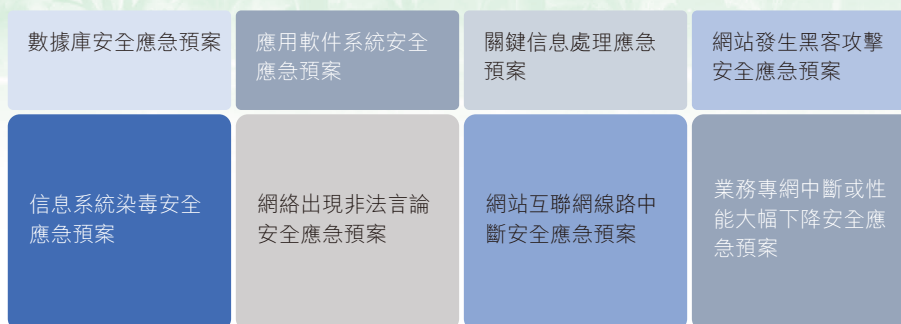 數據庫安全應急預案
應用軟件系統安全
應急預案
關鍵信息處理應急
預案
網站發生黑客攻擊
安全應急預案
信息系統染毒安全
應急預案
網絡出現非法言論
安全應急預案
網站互聯網線路中
斷安全應急預案
業務專網中斷或性
能大幅下降安全應
急預案